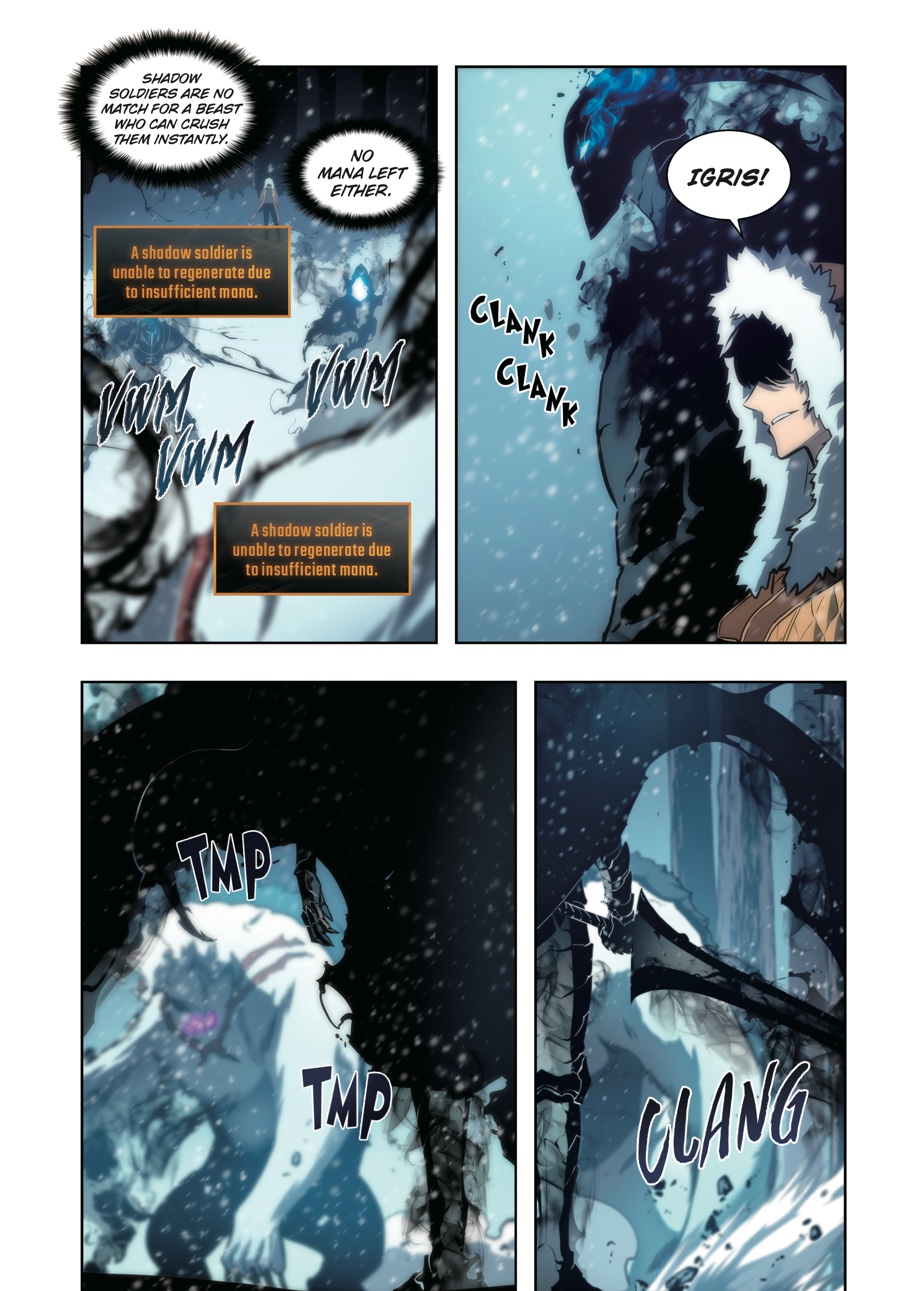 SHADOW
SOLDIERS ARE NO
MATCH FOR A BEAST
WHO CAN CRUSH
THEM INSTANTLY.
NO
MANA LEFT
EITHER.
A shadow soldier is
unable to regenerate due
to insufficient mana.
VWM
VWM
VWM
A shadow soldier is
unable to regenerate due
to insufficient mana.
IGRIS!
CLANK
CLANK
TMP
TMP
CLANG